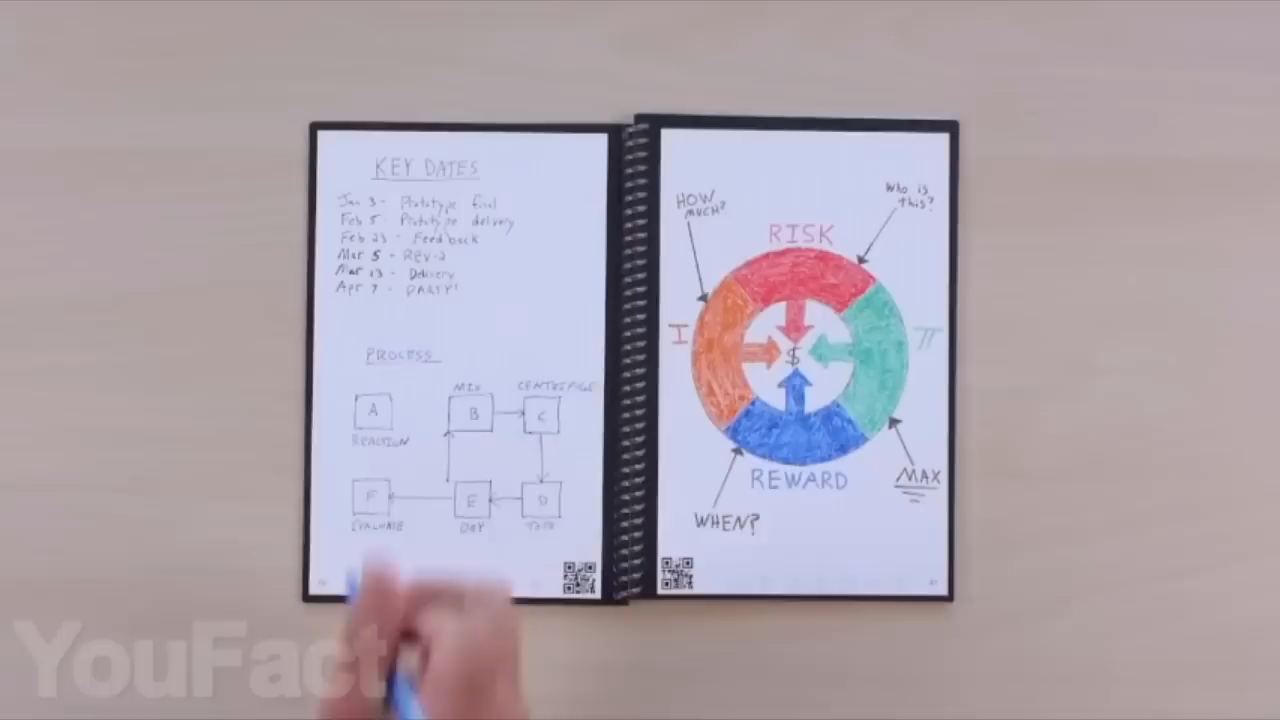 KEY DATES
Jan 3 - Prototype final
Feb 5 - Prototype delivery
Feb 23 - Feedback
Mar 5 - REV-2
Mar 13 - Delivery
Apr 7 - PARTY!
PROCESS
MIX
CENTRIFUGE
A
B
C
REACTION
F
E
D
EVALUATE
DRY
HOW
MUCH?
Who is
this?
RISK
I
$
π
REWARD
MAX
WHEN?
YouFact